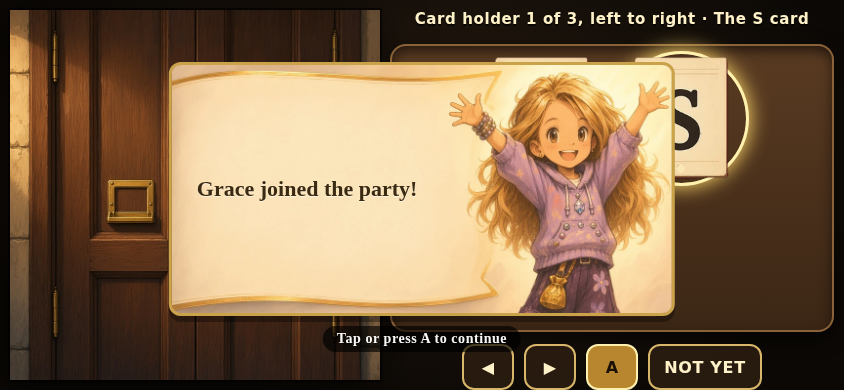 Card holder 1 of 3, left to right · The S card
S
Grace joined the party!
Tap or press A to continue
◀ ▶ A NOT YET